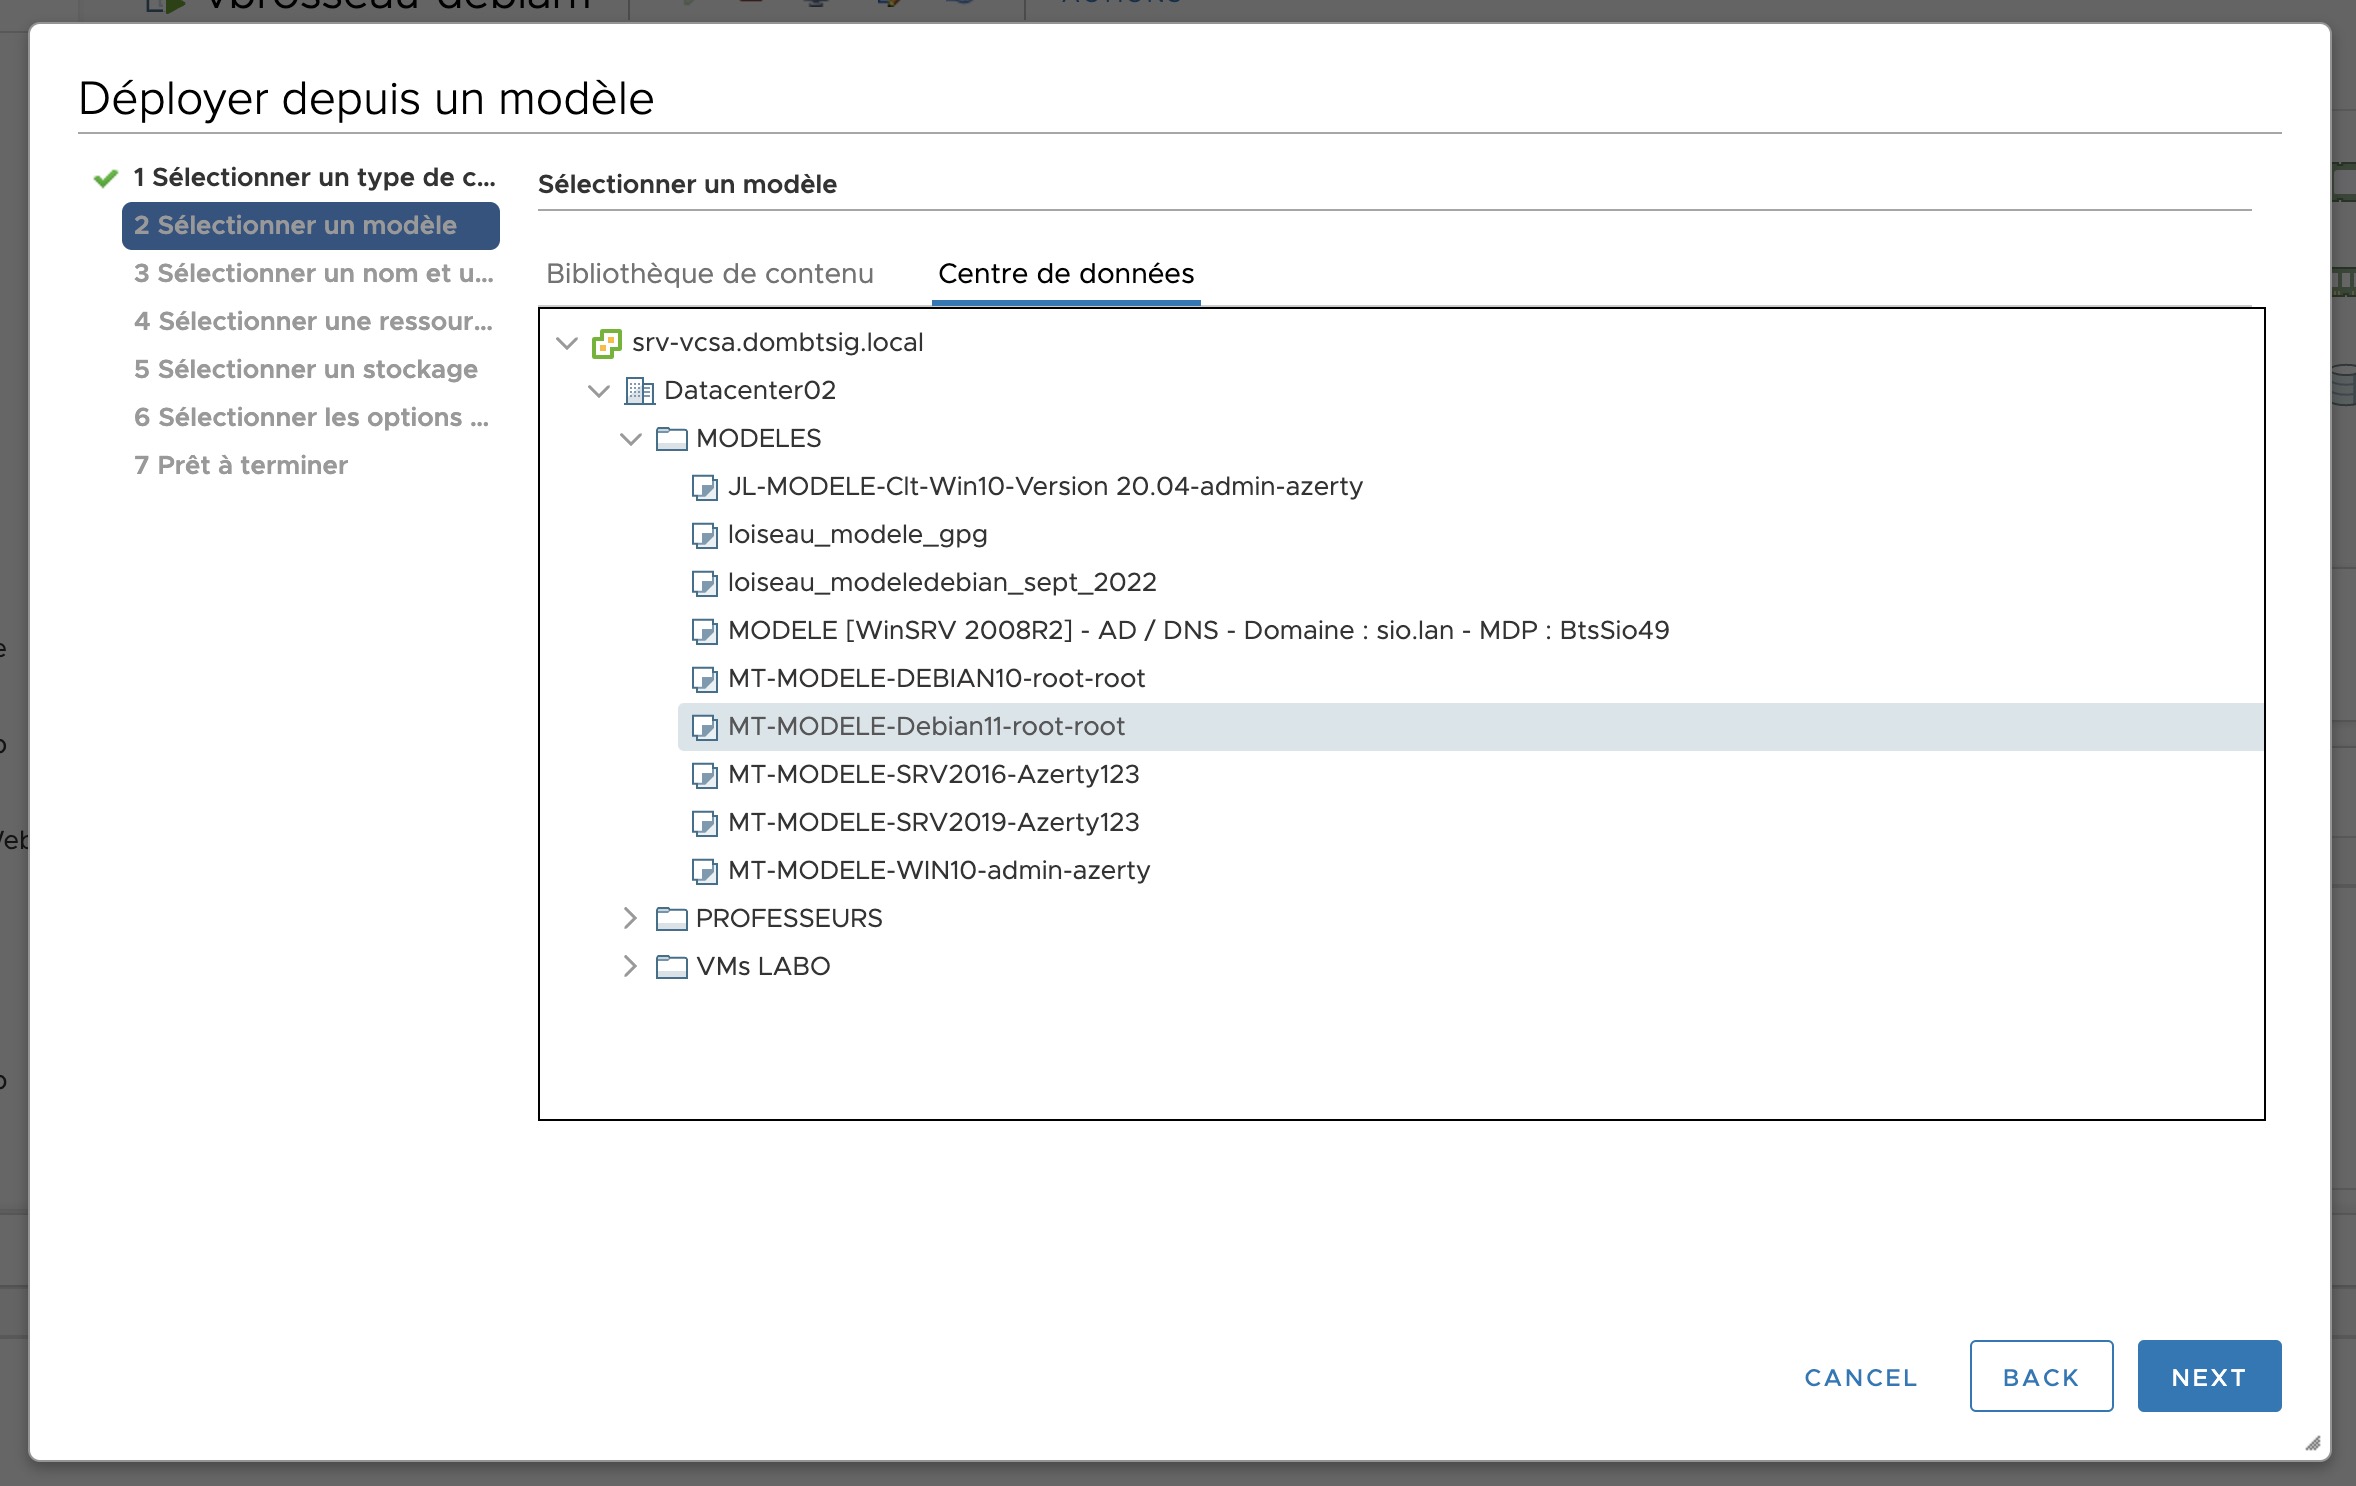 Déployer depuis un modèle
1 Sélectionner un type de c...
2 Sélectionner un modèle
3 Sélectionner un nom et u...
4 Sélectionner une ressour...
5 Sélectionner un stockage
6 Sélectionner les options ...
7 Prêt à terminer
Sélectionner un modèle
Bibliothèque de contenu
Centre de données
srv-vcsa.dombtsig.local
Datacenter02
MODELES
JL-MODELE-Clt-Win10-Version 20.04-admin-azerty
loiseau_modele_gpg
loiseau_modeledebian_sept_2022
MODELE [WinSRV 2008R2] - AD / DNS - Domaine : sio.lan - MDP : BtsSio49
MT-MODELE-DEBIAN10-root-root
MT-MODELE-Debian11-root-root
MT-MODELE-SRV2016-Azerty123
MT-MODELE-SRV2019-Azerty123
MT-MODELE-WIN10-admin-azerty
PROFESSEURS
VMs LABO
CANCEL
BACK
NEXT